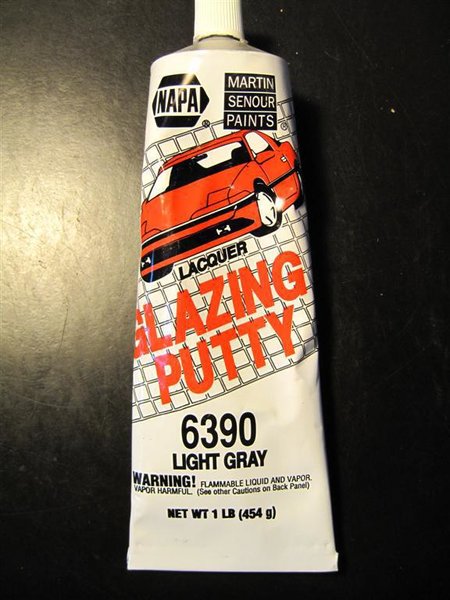 NAPA
MARTIN
SENOUR
PAINTS
®
®
LACQUER
GLAZING
PUTTY
6390
LIGHT GRAY
WARNING! FLAMMABLE LIQUID AND VAPOR.
VAPOR HARMFUL. (See other Cautions on Back Panel)
NET WT 1 LB (454 g)